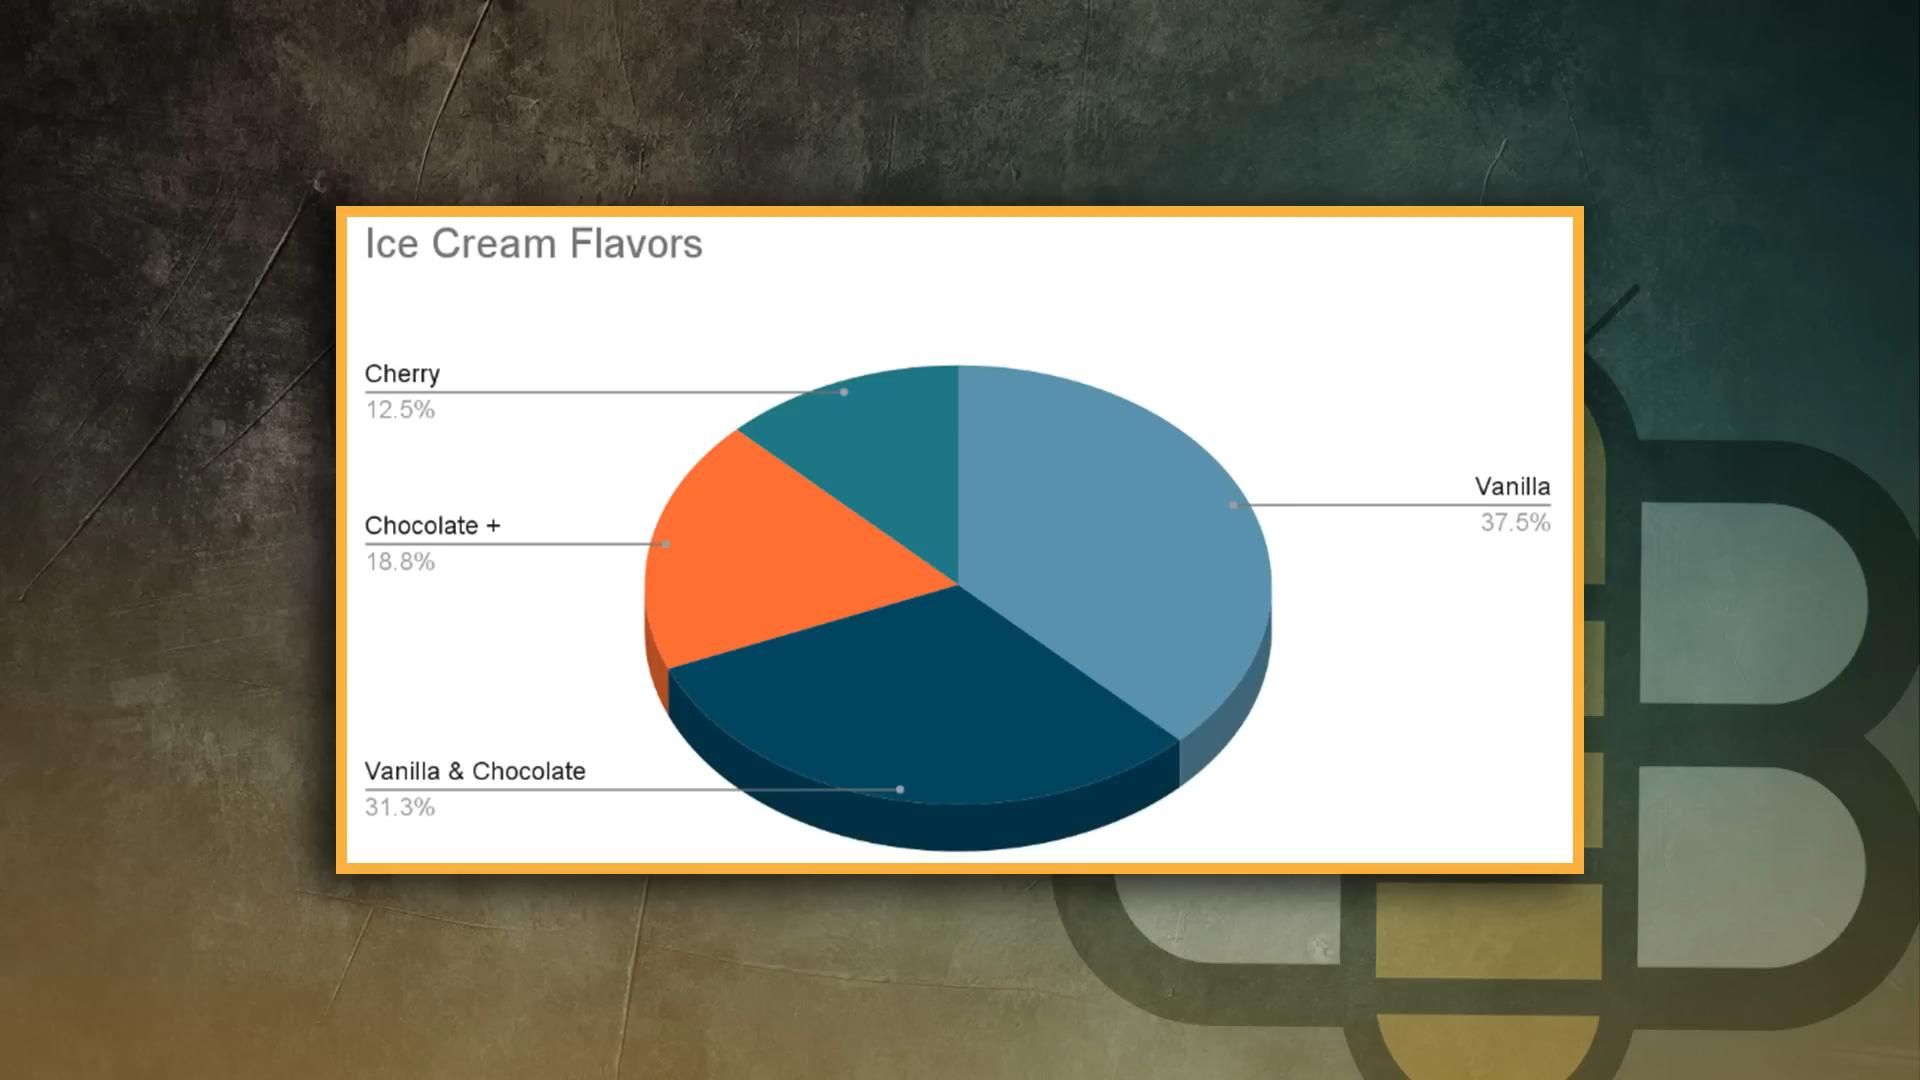 Ice Cream Flavors
Cherry
12.5%
Chocolate +
18.8%
Vanilla
37.5%
Vanilla & Chocolate
31.3%